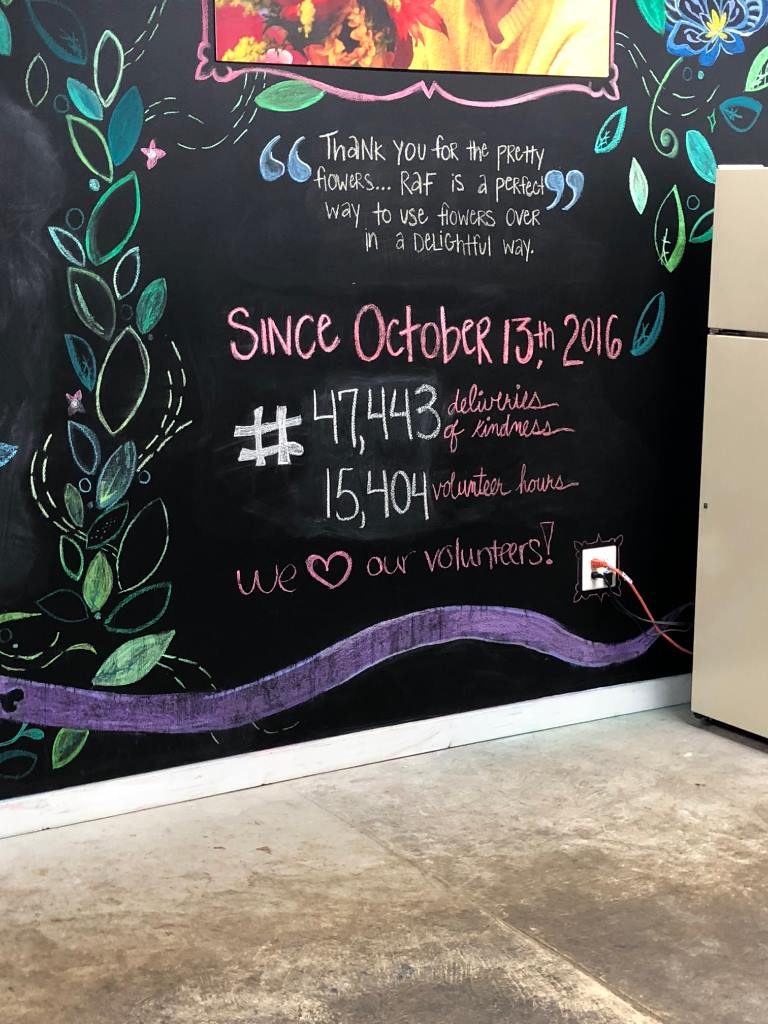 “Thank you for the pretty
flowers... RAF is a perfect”
way to use flowers over
in a delightful way.
Since October 13th, 2016
# 47,443 deliveries
of kindness
15,404 volunteer hours
we ♡ our volunteers!